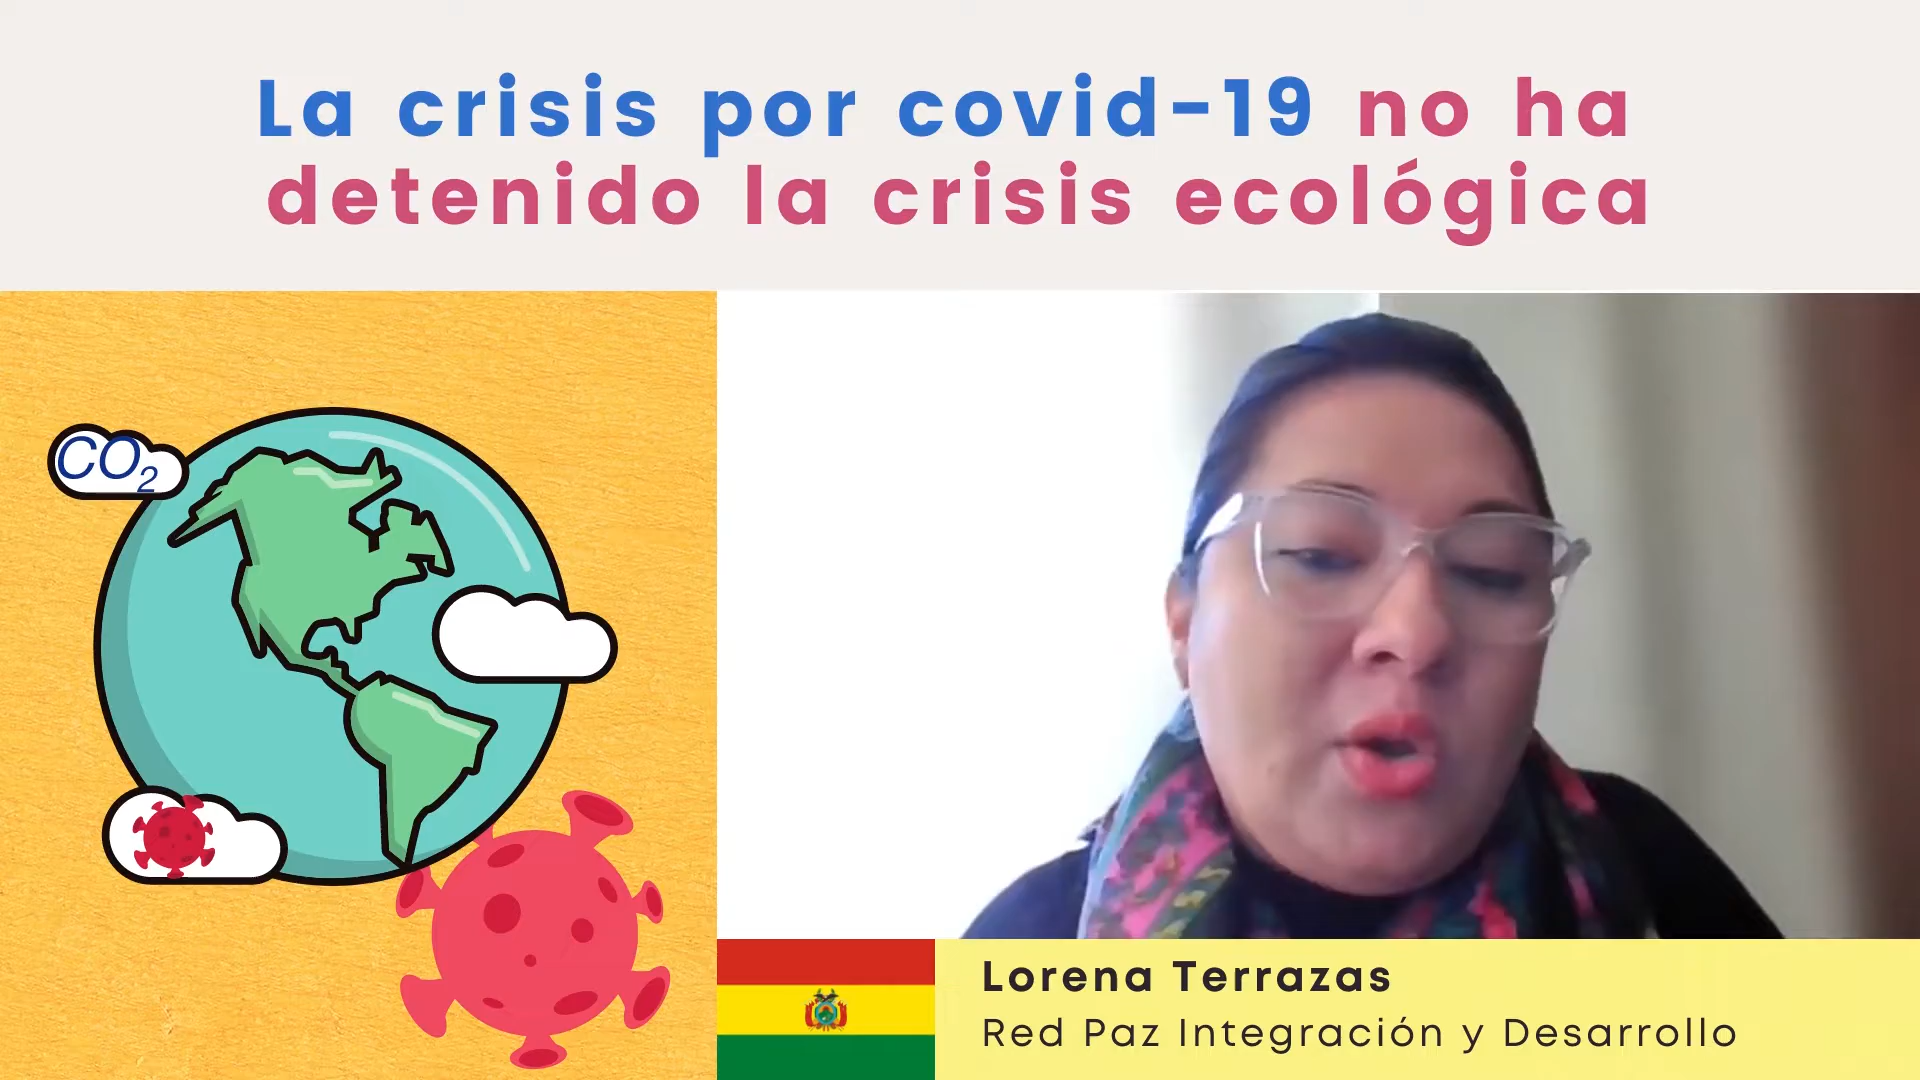 La crisis por covid-19 no ha
detenido la crisis ecológica
CO₂
Lorena Terrazas
Red Paz Integración y Desarrollo